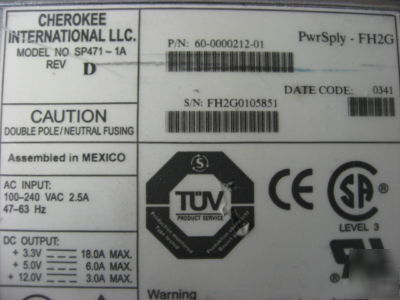 CHEROKEE
INTERNATIONAL LLC.
MODEL NO SP471-1A
REV D
CAUTION
DOUBLE POLE/NEUTRAL FUSING
Assembled in MEXICO
AC INPUT:
100-240 VAC 2.5A
47-63 Hz
DC OUTPUT:
+ 3.3V 18.0A MAX.
+ 5.0V 6.0A MAX.
+ 12.0V 3.0A MAX.
P/N: 60-0000212-01
PwrSply - FH2G
DATE CODE: 0341
S/N: FH2G0105851
S
TÜV
PRODUCT SERVICE
CE
SA
LEVEL 3
Warning